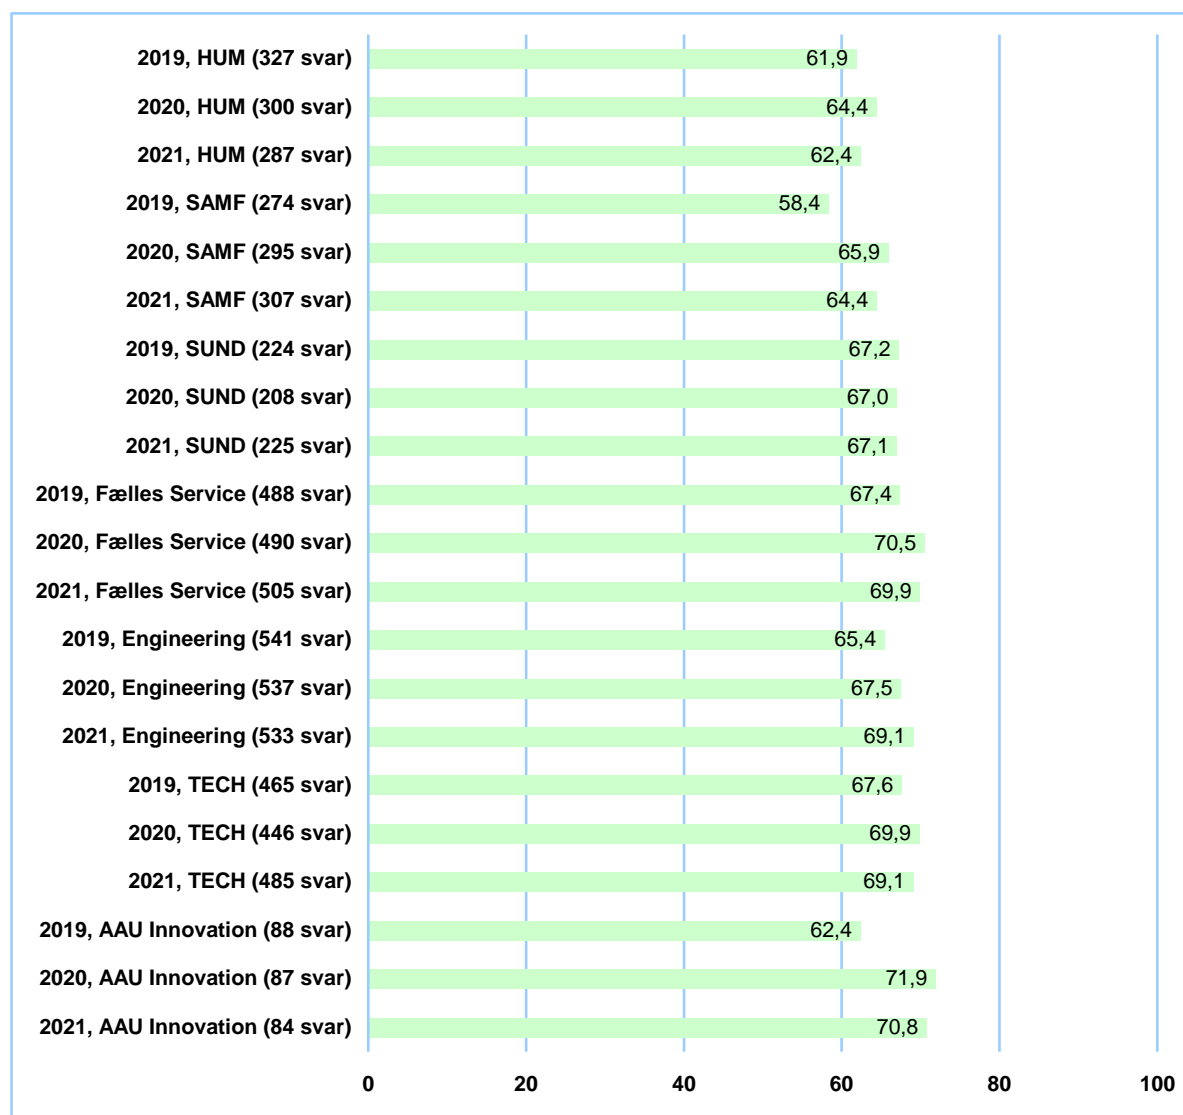 2019, HUM (327 svar) 61,9
2020, HUM (300 svar) 64,4
2021, HUM (287 svar) 62,4
2019, SAMF (274 svar) 58,4
2020, SAMF (295 svar) 65,9
2021, SAMF (307 svar) 64,4
2019, SUND (224 svar) 67,2
2020, SUND (208 svar) 67,0
2021, SUND (225 svar) 67,1
2019, Fælles Service (488 svar) 67,4
2020, Fælles Service (490 svar) 70,5
2021, Fælles Service (505 svar) 69,9
2019, Engineering (541 svar) 65,4
2020, Engineering (537 svar) 67,5
2021, Engineering (533 svar) 69,1
2019, TECH (465 svar) 67,6
2020, TECH (446 svar) 69,9
2021, TECH (485 svar) 69,1
2019, AAU Innovation (88 svar) 62,4
2020, AAU Innovation (87 svar) 71,9
2021, AAU Innovation (84 svar) 70,8
0 20 40 60 80 100